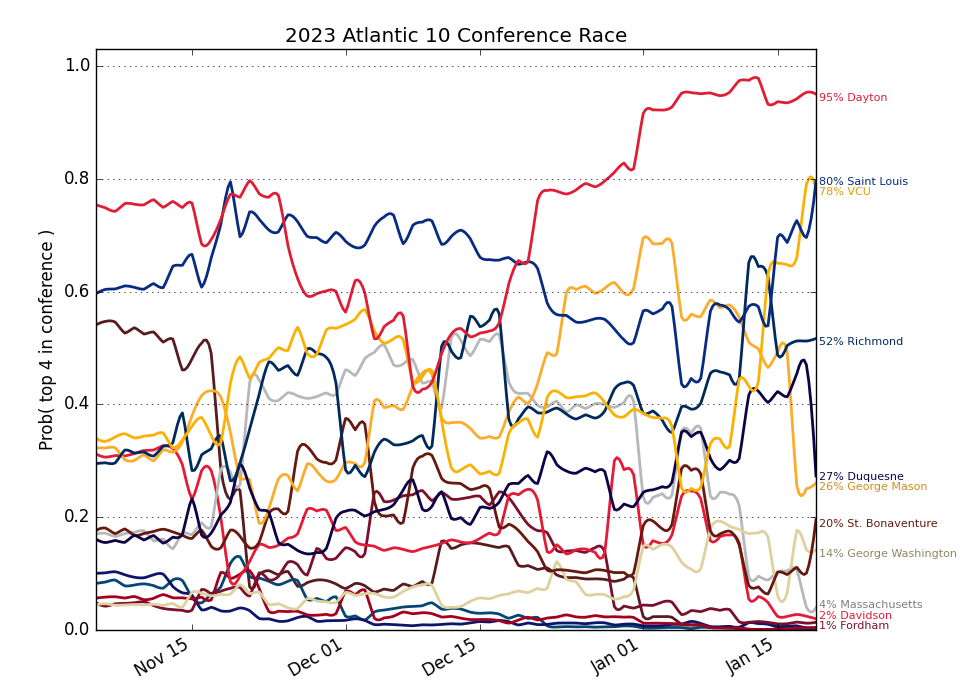 2023 Atlantic 10 Conference Race
Prob( top 4 in conference )
1.0
0.8
0.6
0.4
0.2
0.0
Nov 15
Dec 01
Dec 15
Jan 01
Jan 15
95% Dayton
80% Saint Louis
78% VCU
52% Richmond
27% Duquesne
26% George Mason
20% St. Bonaventure
14% George Washington
4% Massachusetts
2% Davidson
1% Fordham